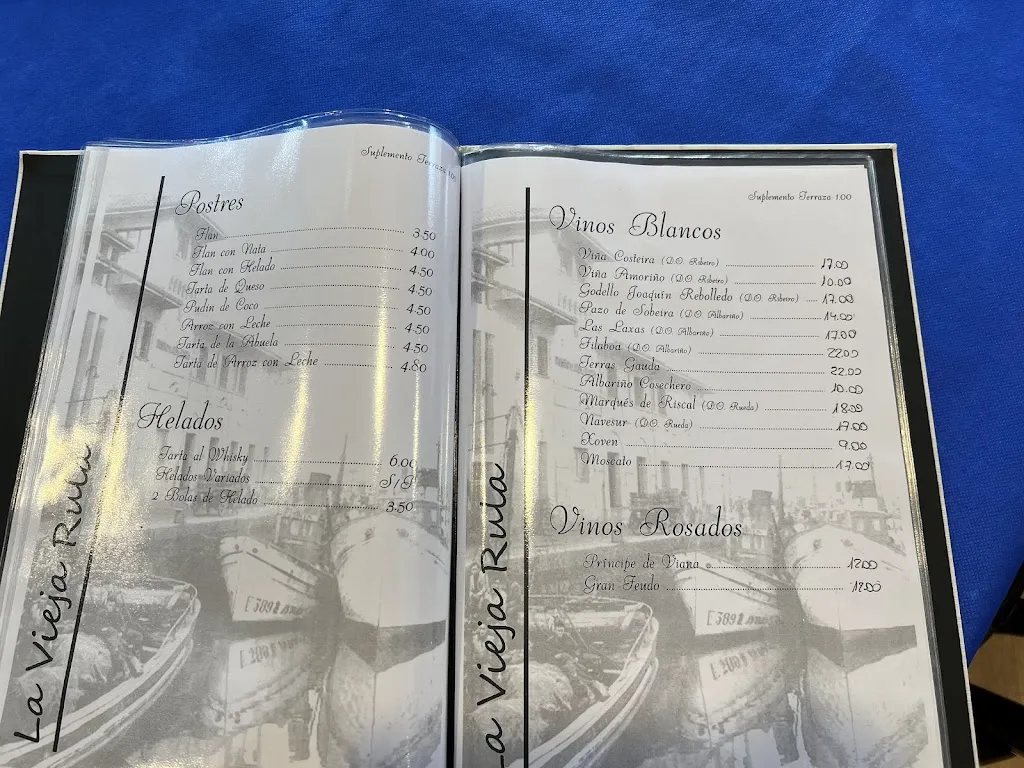 Suplemento Terraza 1.00
Postres
Flan 3.50
Flan con Nata 4.00
Flan con Helado 4.50
Tarta de Queso 4.50
Pudin de Coco 4.50
Arroz con Leche 4.50
Tarta de la Abuela 4.50
Tarta de Arroz con Leche 4.80
Helados
Tarta al Whisky 6.00
Helados Variados S/P
2 Bolas de Helado 3.50
La Vieja Rula
Suplemento Terraza 1.00
Vinos Blancos
Viña Costeira (D.O. Ribeiro) 17.00
Viña Amoriño (D.O. Ribeiro) 10.00
Godello Joaquín Rebolledo (D.O. Ribeiro) 17.00
Pazo de Sobeira (D.O. Albariño) 14.00
Las Laxas (D.O. Albariño) 17.00
Filaboa (D.O. Albariño) 22.00
Terras Gauda 22.00
Albariño Cosechero 10.00
Marqués de Riscal (D.O. Rueda) 18.00
Navesur (D.O. Rueda) 17.00
Xoven 9.00
Moscato 17.00
Vinos Rosados
Príncipe de Viana 12.00
Gran Feudo 12.00
La Vieja Rula